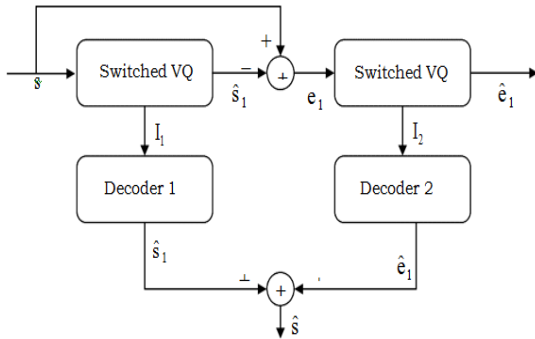 +
Switched VQ
−
+
Switched VQ
s
ŝ₁
e₁
ê₁
I₁
I₂
Decoder 1
Decoder 2
ŝ₁
ê₁
+
+
ŝ